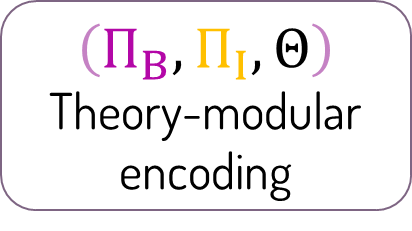 (Π_B, Π_I, Θ)
Theory-modular
encoding